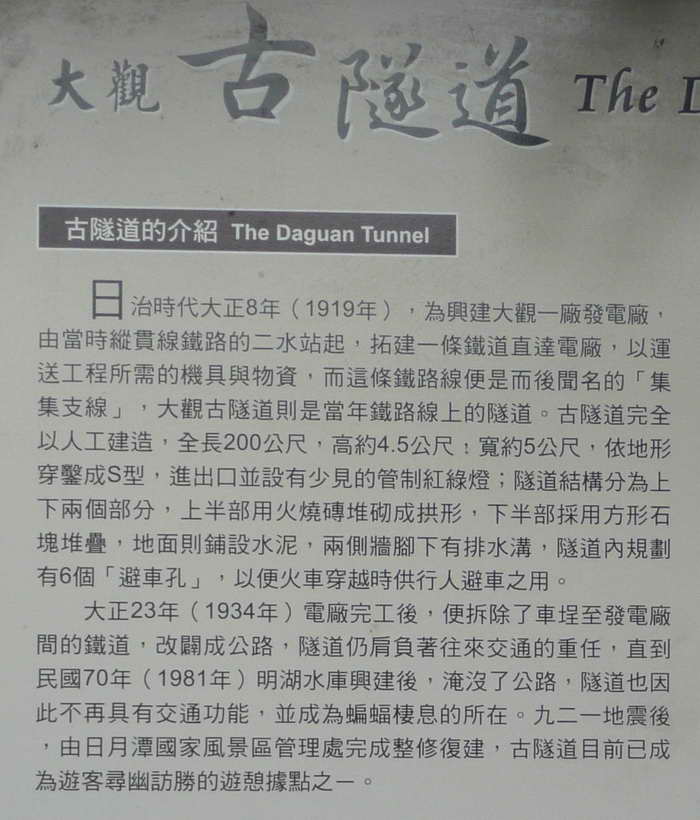 大觀古隧道 The D
古隧道的介紹 The Daguan Tunnel
日治時代大正8年（1919年），為興建大觀一廠發電廠，
由當時縱貫線鐵路的二水站起，拓建一條鐵道直達電廠，以運
送工程所需的機具與物資，而這條鐵路線便是而後聞名的「集
集支線」，大觀古隧道則是當年鐵路線上的隧道。古隧道完全
以人工建造，全長200公尺，高約4.5公尺；寬約5公尺，依地形
穿鑿成S型，進出口並設有少見的管制紅綠燈；隧道結構分為上
下兩個部分，上半部用火燒磚堆砌成拱形，下半部採用方形石
塊堆疊，地面則鋪設水泥，兩側牆腳下有排水溝，隧道內規劃
有6個「避車孔」，以便火車穿越時供行人避車之用。
大正23年（1934年）電廠完工後，便拆除了車埕至發電廠
間的鐵道，改闢成公路，隧道仍肩負著往來交通的重任，直到
民國70年（1981年）明湖水庫興建後，淹沒了公路，隧道也因
此不再具有交通功能，並成為蝙蝠棲息的所在。九二一地震後
，由日月潭國家風景區管理處完成整修復建，古隧道目前已成
為遊客尋幽訪勝的遊憩據點之一。